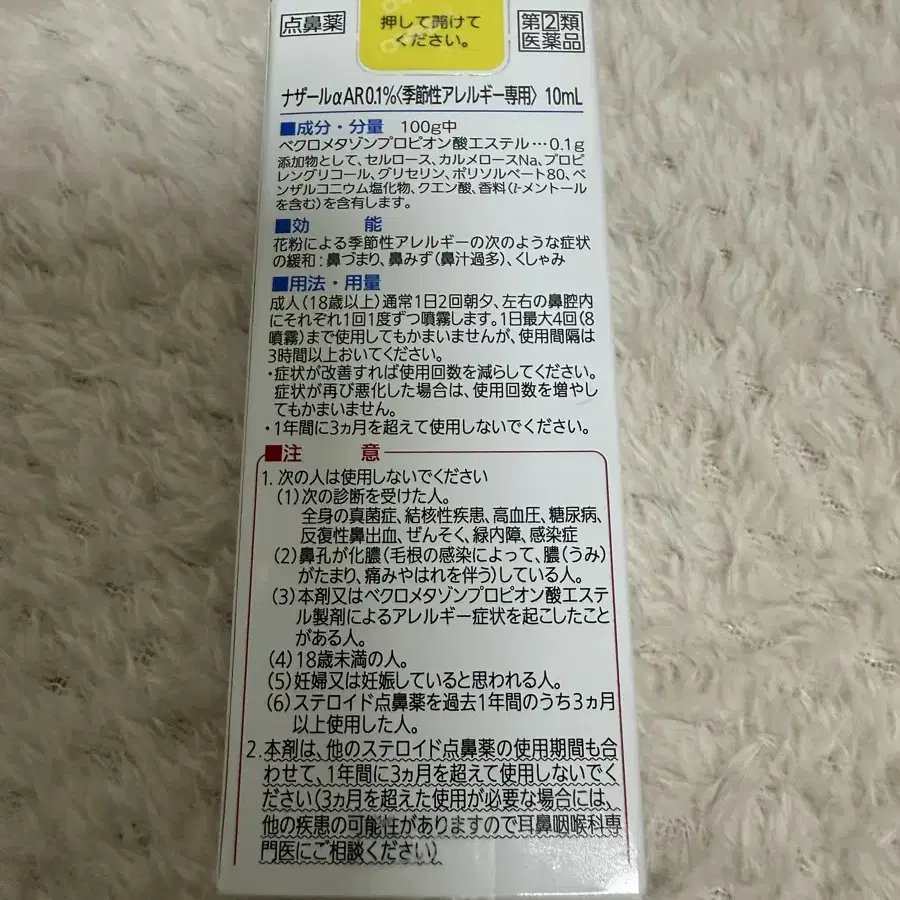 点鼻薬
押して開けて
ください。
指②類
医薬品
ナザールαAR0.1%〈季節性アレルギー専用〉 10mL
■成分・分量 100g中
ベクロメタゾンプロピオン酸エステル…0.1g
添加物として、セルロース、カルメロースNa、プロピ
レングリコール、グリセリン、ポリソルベート80、ベ
ンザルコニウム塩化物、クエン酸、香料(ℓ-メントール
を含む)を含有します。
■効 能
花粉による季節性アレルギーの次のような症状
の緩和:鼻づまり、鼻みず(鼻汁過多)、くしゃみ
■用法・用量
成人(18歳以上)通常1日2回朝夕、左右の鼻腔内
にそれぞれ1回1度ずつ噴霧します。1日最大4回(8
噴霧)まで使用してもかまいませんが、使用間隔は
3時間以上おいてください。
・症状が改善すれば使用回数を減らしてください。
症状が再び悪化した場合は、使用回数を増やし
てもかまいません。
・1年間に3ヵ月を超えて使用しないでください。
■注 意
1. 次の人は使用しないでください
(1)次の診断を受けた人。
全身の真菌症、結核性疾患、高血圧、糖尿病、
反復性鼻出血、ぜんそく、緑内障、感染症
(2)鼻孔が化膿(毛根の感染によって、膿(うみ)
がたまり、痛みやはれを伴う)している人。
(3)本剤又はベクロメタゾンプロピオン酸エステ
ル製剤によるアレルギー症状を起こしたこと
がある人。
(4)18歳未満の人。
(5)妊婦又は妊娠していると思われる人。
(6)ステロイド点鼻薬を過去1年間のうち3ヵ月
以上使用した人。
2.本剤は、他のステロイド点鼻薬の使用期間も合
わせて、1年間に3ヵ月を超えて使用しないでく
ださい(3ヵ月を超えた使用が必要な場合には、
他の疾患の可能性がありますので耳鼻咽喉科専
門医にご相談ください)